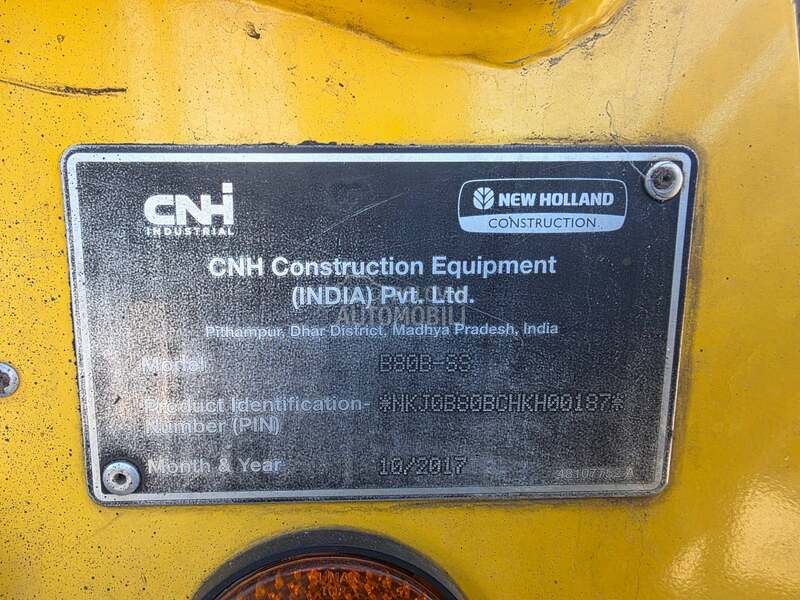 CNH
INDUSTRIAL
NEW HOLLAND
CONSTRUCTION
CNH Construction Equipment
(INDIA) Pvt. Ltd.
AUTOMOBILI
Pithampur, Dhar District, Madhya Pradesh, India
Model B80B-SS
Product Identification- *NKJGB80BCHKH00187*
Number (PIN)
Month & Year 10/2017